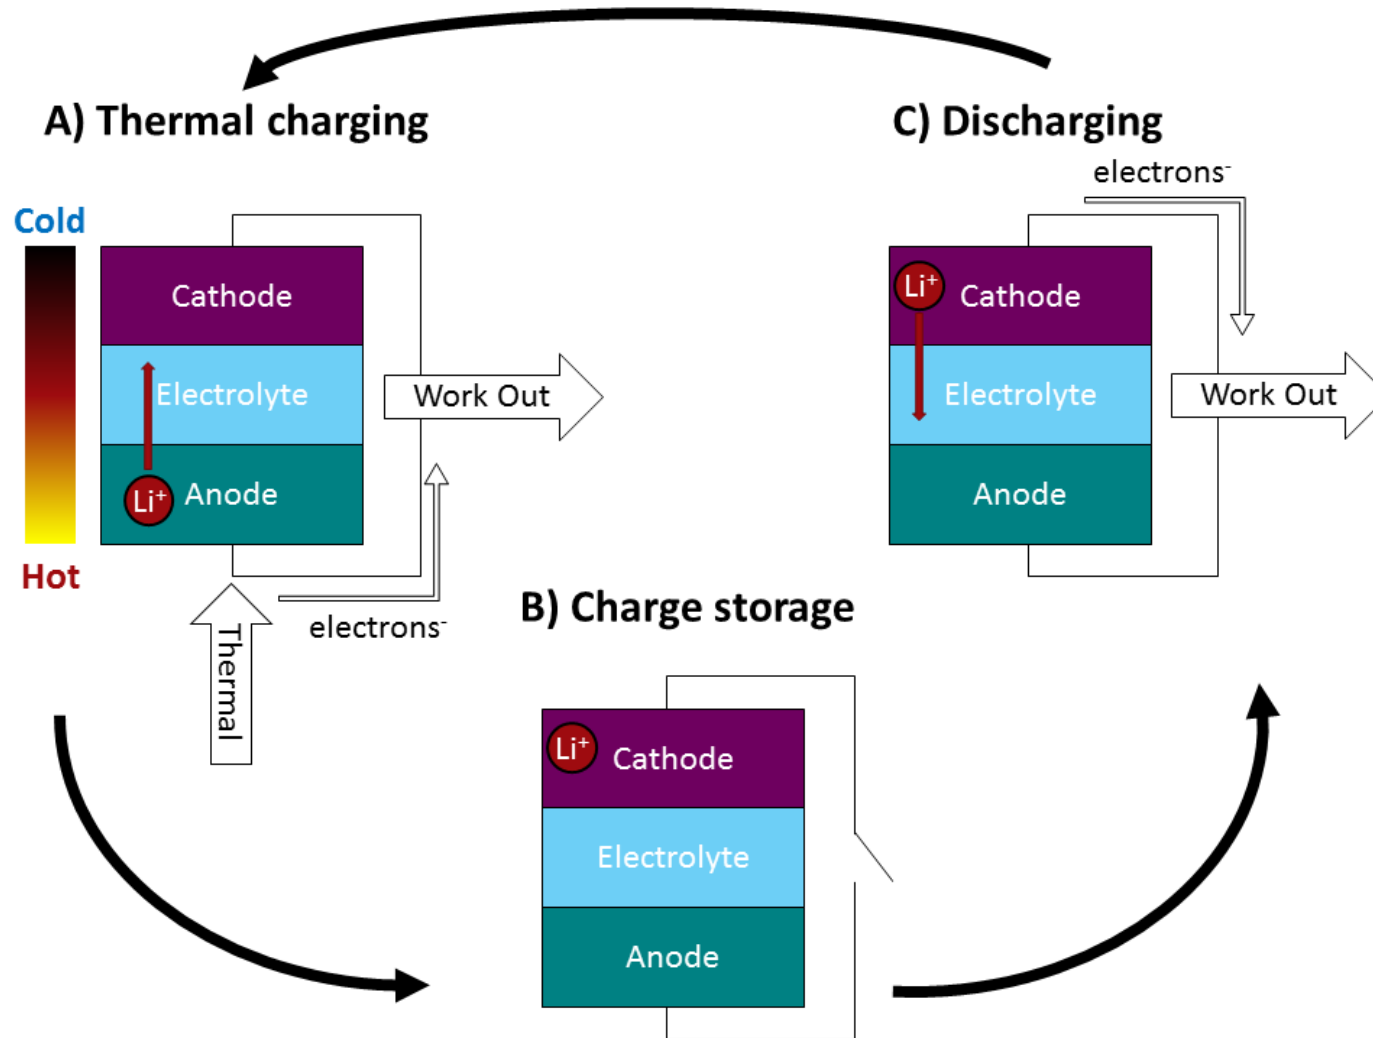 A) Thermal charging
Cold
Cathode
Li⁺
Electrolyte
Anode
Work Out
Hot
electrons⁻
Thermal
B) Charge storage
Li⁺
Cathode
Electrolyte
Anode
C) Discharging
electrons⁻
Li⁺
Cathode
Electrolyte
Work Out
Anode